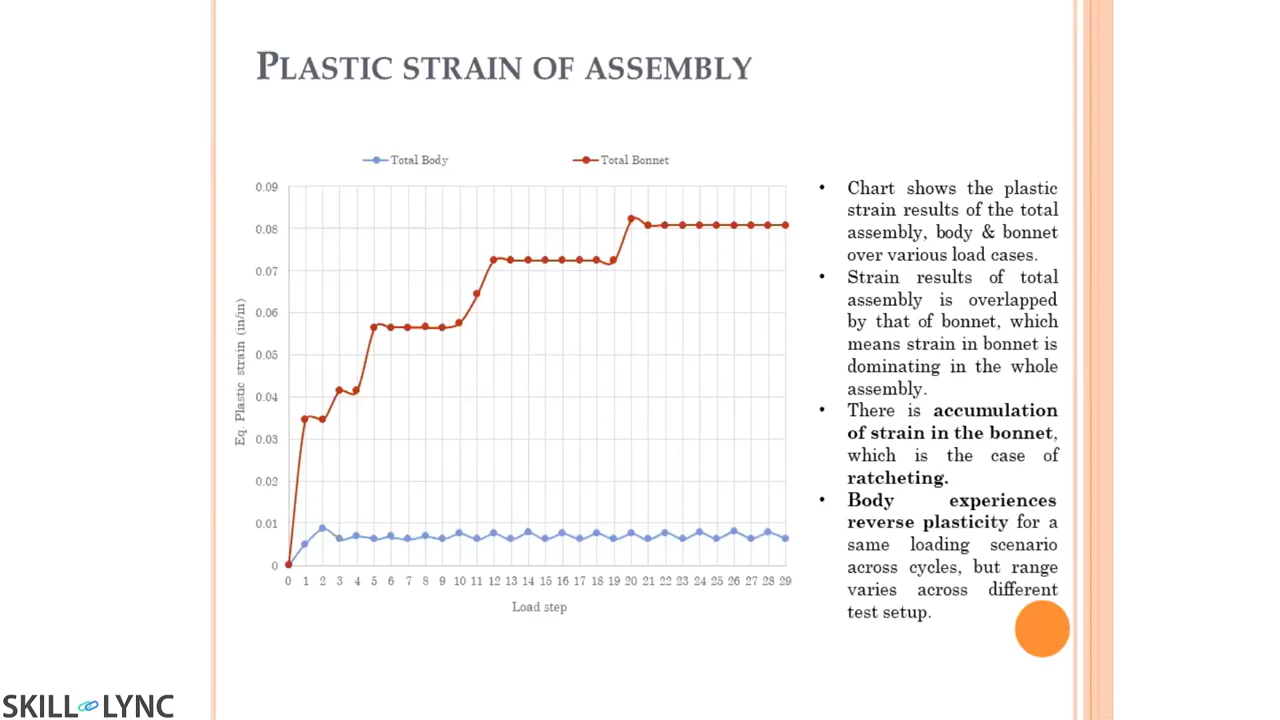 PLASTIC STRAIN OF ASSEMBLY
Total Body
Total Bonnet
0.09
0.08
0.07
0.06
0.05
0.04
0.03
0.02
0.01
0
Eq. Plastic strain (in/in)
0 1 2 3 4 5 6 7 8 9 10 11 12 13 14 15 16 17 18 19 20 21 22 23 24 25 26 27 28 29
Load step
• Chart shows the plastic
strain results of the total
assembly, body & bonnet
over various load cases.
• Strain results of total
assembly is overlapped
by that of bonnet, which
means strain in bonnet is
dominating in the whole
assembly.
• There is accumulation
of strain in the bonnet,
which is the case of
ratcheting.
• Body experiences
reverse plasticity for a
same loading scenario
across cycles, but range
varies across different
test setup.
SKILL LYNC